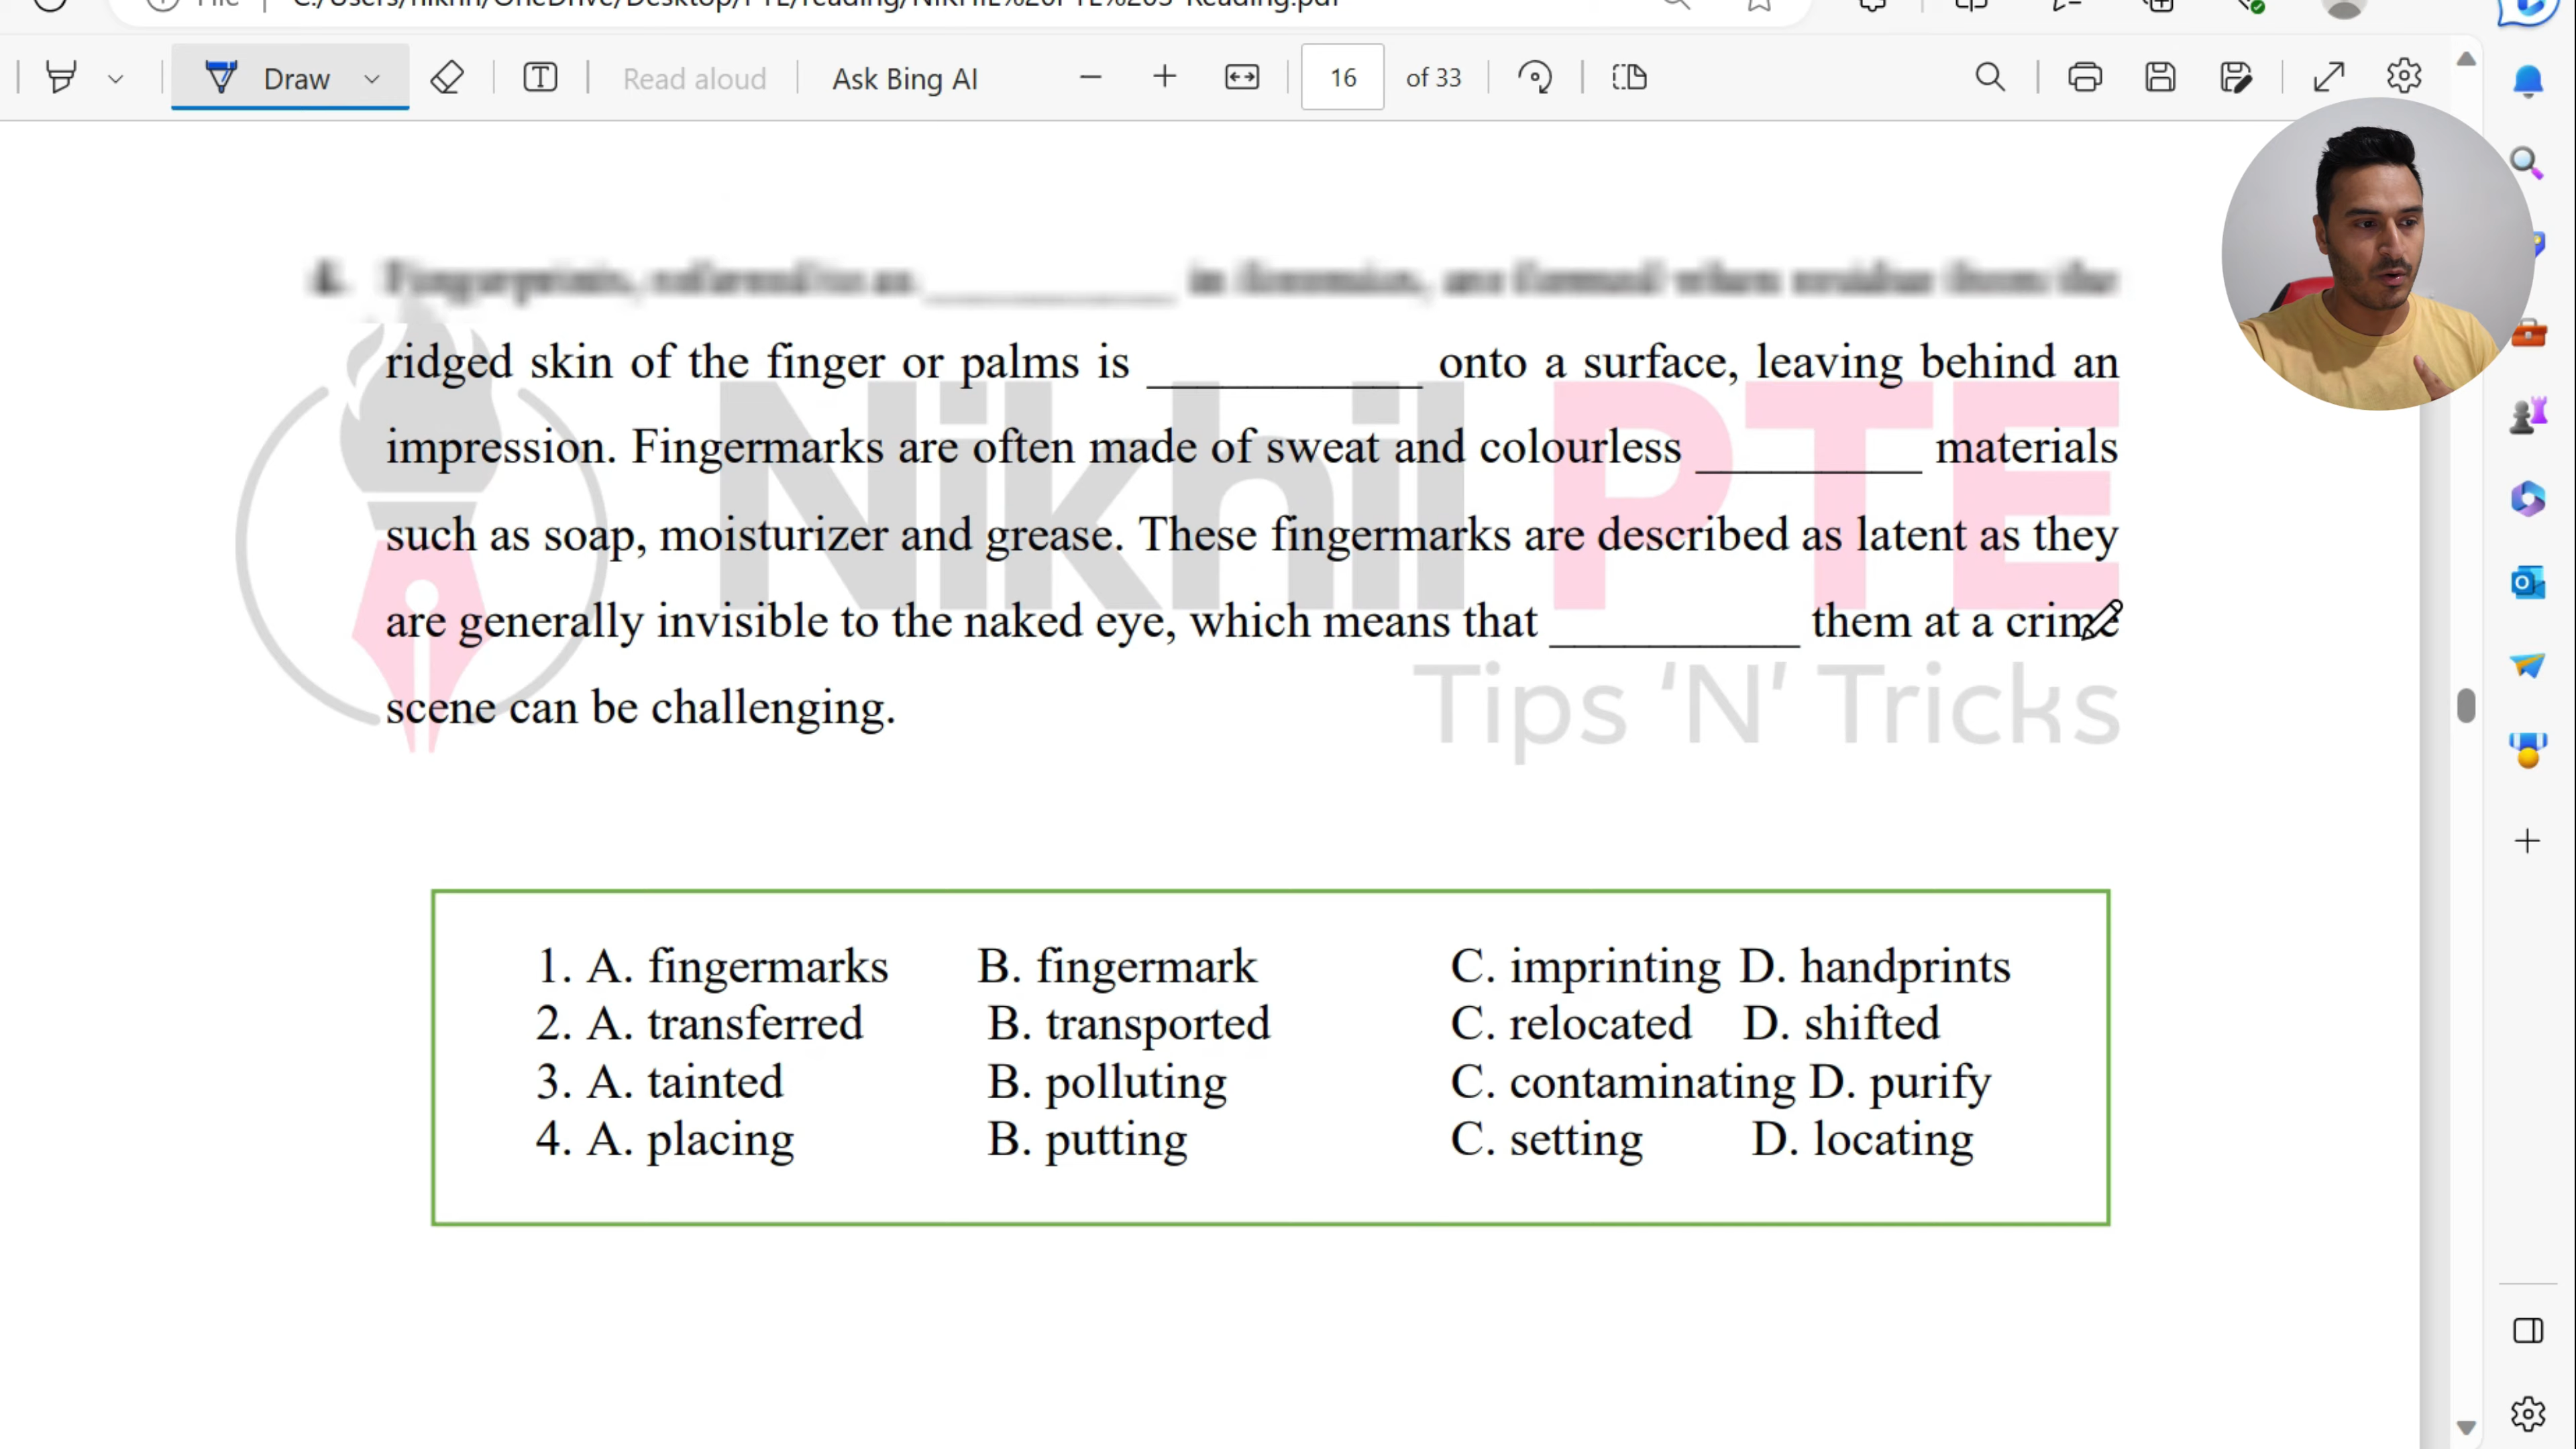 Draw
Read aloud
Ask Bing AI
16 of 33
ridged skin of the finger or palms is ____________ onto a surface, leaving behind an
impression. Fingermarks are often made of sweat and colourless __________ materials
such as soap, moisturizer and grease. These fingermarks are described as latent as they
are generally invisible to the naked eye, which means that ___________ them at a crime
scene can be challenging.
Nikhil PTE
Tips 'N' Tricks
1. A. fingermarks B. fingermark C. imprinting D. handprints
2. A. transferred B. transported C. relocated D. shifted
3. A. tainted B. polluting C. contaminating D. purify
4. A. placing B. putting C. setting D. locating